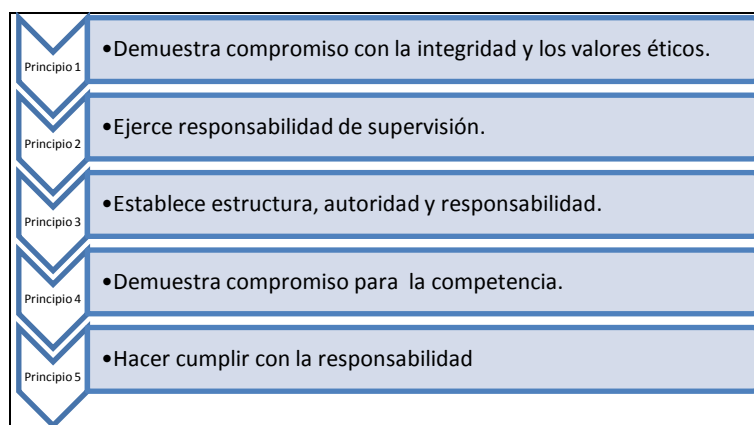 Principio 1
•Demuestra compromiso con la integridad y los valores éticos.
Principio 2
•Ejerce responsabilidad de supervisión.
Principio 3
•Establece estructura, autoridad y responsabilidad.
Principio 4
•Demuestra compromiso para  la competencia.
Principio 5
•Hacer cumplir con la responsabilidad